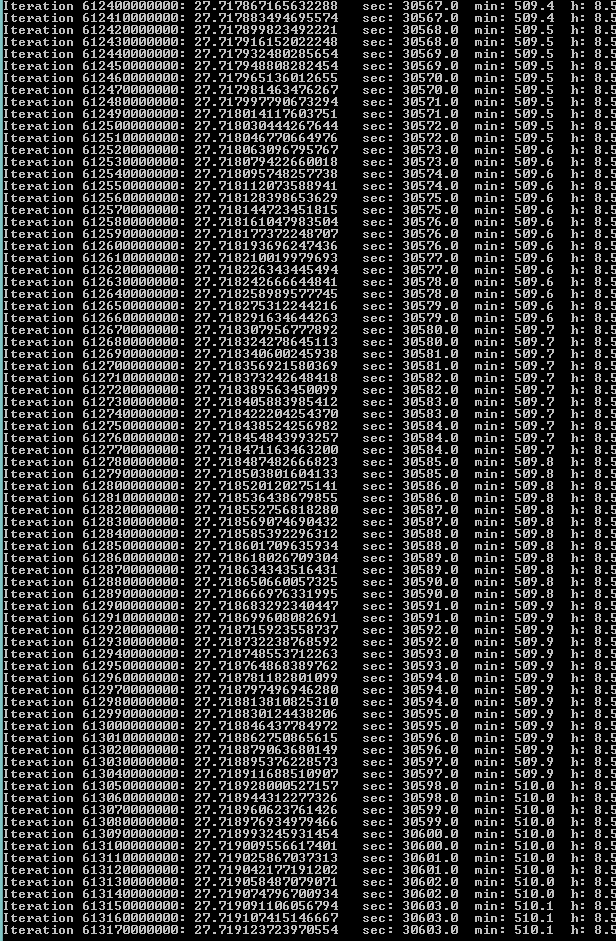 Iteration 612400000000: 27.717867165632288 sec: 30567.0 min: 509.4 h: 8.5
Iteration 612410000000: 27.717883494695574 sec: 30567.0 min: 509.4 h: 8.5
Iteration 612420000000: 27.717899823492221 sec: 30568.0 min: 509.5 h: 8.5
Iteration 612430000000: 27.717916152022248 sec: 30568.0 min: 509.5 h: 8.5
Iteration 612440000000: 27.717932480285654 sec: 30569.0 min: 509.5 h: 8.5
Iteration 612450000000: 27.717948808282454 sec: 30569.0 min: 509.5 h: 8.5
Iteration 612460000000: 27.717965136012655 sec: 30570.0 min: 509.5 h: 8.5
Iteration 612470000000: 27.717981463476267 sec: 30570.0 min: 509.5 h: 8.5
Iteration 612480000000: 27.717997790673294 sec: 30571.0 min: 509.5 h: 8.5
Iteration 612490000000: 27.718014117603751 sec: 30571.0 min: 509.5 h: 8.5
Iteration 612500000000: 27.718030444267644 sec: 30572.0 min: 509.5 h: 8.5
Iteration 612510000000: 27.718046770664976 sec: 30572.0 min: 509.5 h: 8.5
Iteration 612520000000: 27.718063096795767 sec: 30573.0 min: 509.6 h: 8.5
Iteration 612530000000: 27.718079422660018 sec: 30573.0 min: 509.6 h: 8.5
Iteration 612540000000: 27.718095748257738 sec: 30574.0 min: 509.6 h: 8.5
Iteration 612550000000: 27.718112073588941 sec: 30574.0 min: 509.6 h: 8.5
Iteration 612560000000: 27.718128398653629 sec: 30575.0 min: 509.6 h: 8.5
Iteration 612570000000: 27.718144723451815 sec: 30575.0 min: 509.6 h: 8.5
Iteration 612580000000: 27.718161047983504 sec: 30576.0 min: 509.6 h: 8.5
Iteration 612590000000: 27.718177372248707 sec: 30576.0 min: 509.6 h: 8.5
Iteration 612600000000: 27.718193696247436 sec: 30576.0 min: 509.6 h: 8.5
Iteration 612610000000: 27.718210019979693 sec: 30577.0 min: 509.6 h: 8.5
Iteration 612620000000: 27.718226343445494 sec: 30577.0 min: 509.6 h: 8.5
Iteration 612630000000: 27.718242666644841 sec: 30578.0 min: 509.6 h: 8.5
Iteration 612640000000: 27.718258989577745 sec: 30578.0 min: 509.6 h: 8.5
Iteration 612650000000: 27.718275312244216 sec: 30579.0 min: 509.6 h: 8.5
Iteration 612660000000: 27.718291634644263 sec: 30579.0 min: 509.6 h: 8.5
Iteration 612670000000: 27.718307956777892 sec: 30580.0 min: 509.7 h: 8.5
Iteration 612680000000: 27.718324278645113 sec: 30580.0 min: 509.7 h: 8.5
Iteration 612690000000: 27.718340600245938 sec: 30581.0 min: 509.7 h: 8.5
Iteration 612700000000: 27.718356921580369 sec: 30581.0 min: 509.7 h: 8.5
Iteration 612710000000: 27.718373242648418 sec: 30582.0 min: 509.7 h: 8.5
Iteration 612720000000: 27.718389563450099 sec: 30582.0 min: 509.7 h: 8.5
Iteration 612730000000: 27.718405883985412 sec: 30583.0 min: 509.7 h: 8.5
Iteration 612740000000: 27.718422204254370 sec: 30583.0 min: 509.7 h: 8.5
Iteration 612750000000: 27.718438524256982 sec: 30584.0 min: 509.7 h: 8.5
Iteration 612760000000: 27.718454843993257 sec: 30584.0 min: 509.7 h: 8.5
Iteration 612770000000: 27.718471163463200 sec: 30584.0 min: 509.7 h: 8.5
Iteration 612780000000: 27.718487482666823 sec: 30585.0 min: 509.8 h: 8.5
Iteration 612790000000: 27.718503801604133 sec: 30585.0 min: 509.8 h: 8.5
Iteration 612800000000: 27.718520120275141 sec: 30586.0 min: 509.8 h: 8.5
Iteration 612810000000: 27.718536438679855 sec: 30586.0 min: 509.8 h: 8.5
Iteration 612820000000: 27.718552756818280 sec: 30587.0 min: 509.8 h: 8.5
Iteration 612830000000: 27.718569074690432 sec: 30587.0 min: 509.8 h: 8.5
Iteration 612840000000: 27.718585392296312 sec: 30588.0 min: 509.8 h: 8.5
Iteration 612850000000: 27.718601709635934 sec: 30588.0 min: 509.8 h: 8.5
Iteration 612860000000: 27.718618026709304 sec: 30589.0 min: 509.8 h: 8.5
Iteration 612870000000: 27.718634343516431 sec: 30589.0 min: 509.8 h: 8.5
Iteration 612880000000: 27.718650660057325 sec: 30590.0 min: 509.8 h: 8.5
Iteration 612890000000: 27.718666976331995 sec: 30590.0 min: 509.8 h: 8.5
Iteration 612900000000: 27.718683292340447 sec: 30591.0 min: 509.9 h: 8.5
Iteration 612910000000: 27.718699608082691 sec: 30591.0 min: 509.9 h: 8.5
Iteration 612920000000: 27.718715923558737 sec: 30592.0 min: 509.9 h: 8.5
Iteration 612930000000: 27.718732238768592 sec: 30592.0 min: 509.9 h: 8.5
Iteration 612940000000: 27.718748553712263 sec: 30593.0 min: 509.9 h: 8.5
Iteration 612950000000: 27.718764868389762 sec: 30593.0 min: 509.9 h: 8.5
Iteration 612960000000: 27.718781182801099 sec: 30594.0 min: 509.9 h: 8.5
Iteration 612970000000: 27.718797496946280 sec: 30594.0 min: 509.9 h: 8.5
Iteration 612980000000: 27.718813810825310 sec: 30594.0 min: 509.9 h: 8.5
Iteration 612990000000: 27.718830124438206 sec: 30595.0 min: 509.9 h: 8.5
Iteration 613000000000: 27.718846437784972 sec: 30595.0 min: 509.9 h: 8.5
Iteration 613010000000: 27.718862750865615 sec: 30596.0 min: 509.9 h: 8.5
Iteration 613020000000: 27.718879063680149 sec: 30596.0 min: 509.9 h: 8.5
Iteration 613030000000: 27.718895376228573 sec: 30597.0 min: 509.9 h: 8.5
Iteration 613040000000: 27.718911688510907 sec: 30597.0 min: 509.9 h: 8.5
Iteration 613050000000: 27.718928000527157 sec: 30598.0 min: 510.0 h: 8.5
Iteration 613060000000: 27.718944312277326 sec: 30598.0 min: 510.0 h: 8.5
Iteration 613070000000: 27.718960623761426 sec: 30599.0 min: 510.0 h: 8.5
Iteration 613080000000: 27.718976934979466 sec: 30599.0 min: 510.0 h: 8.5
Iteration 613090000000: 27.718993245931454 sec: 30600.0 min: 510.0 h: 8.5
Iteration 613100000000: 27.719009556617401 sec: 30600.0 min: 510.0 h: 8.5
Iteration 613110000000: 27.719025867037313 sec: 30601.0 min: 510.0 h: 8.5
Iteration 613120000000: 27.719042177191202 sec: 30601.0 min: 510.0 h: 8.5
Iteration 613130000000: 27.719058487079071 sec: 30602.0 min: 510.0 h: 8.5
Iteration 613140000000: 27.719074796700934 sec: 30602.0 min: 510.0 h: 8.5
Iteration 613150000000: 27.719091106056794 sec: 30603.0 min: 510.1 h: 8.5
Iteration 613160000000: 27.719107415146667 sec: 30603.0 min: 510.1 h: 8.5
Iteration 613170000000: 27.719123723970554 sec: 30603.0 min: 510.1 h: 8.5